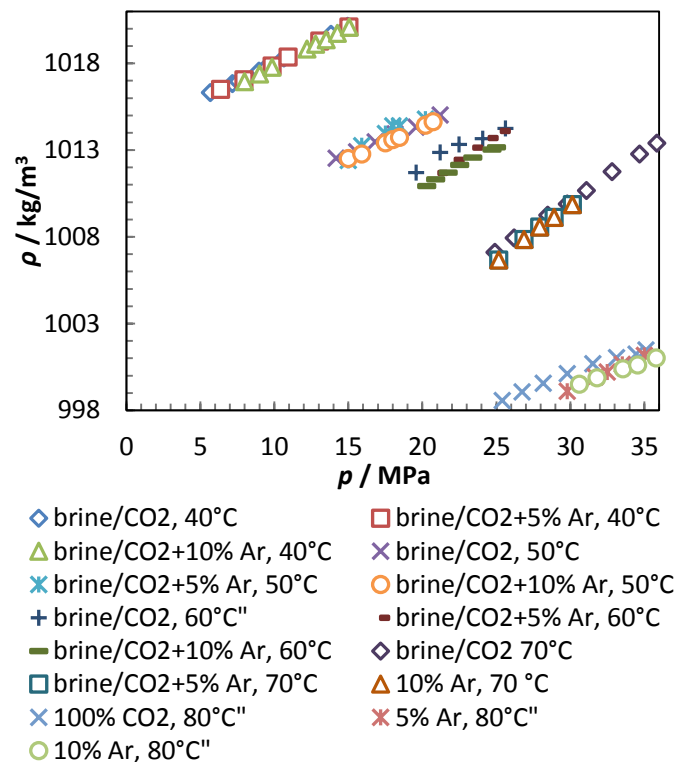 1018
1013
1008
1003
998
ρ / kg/m³
0 5 10 15 20 25 30 35
p / MPa
brine/CO2, 40°C brine/CO2+5% Ar, 40°C
brine/CO2+10% Ar, 40°C brine/CO2, 50°C
brine/CO2+5% Ar, 50°C brine/CO2+10% Ar, 50°C
brine/CO2, 60°C" brine/CO2+5% Ar, 60°C
brine/CO2+10% Ar, 60°C brine/CO2 70°C
brine/CO2+5% Ar, 70°C 10% Ar, 70 °C
100% CO2, 80°C" 5% Ar, 80°C"
10% Ar, 80°C"